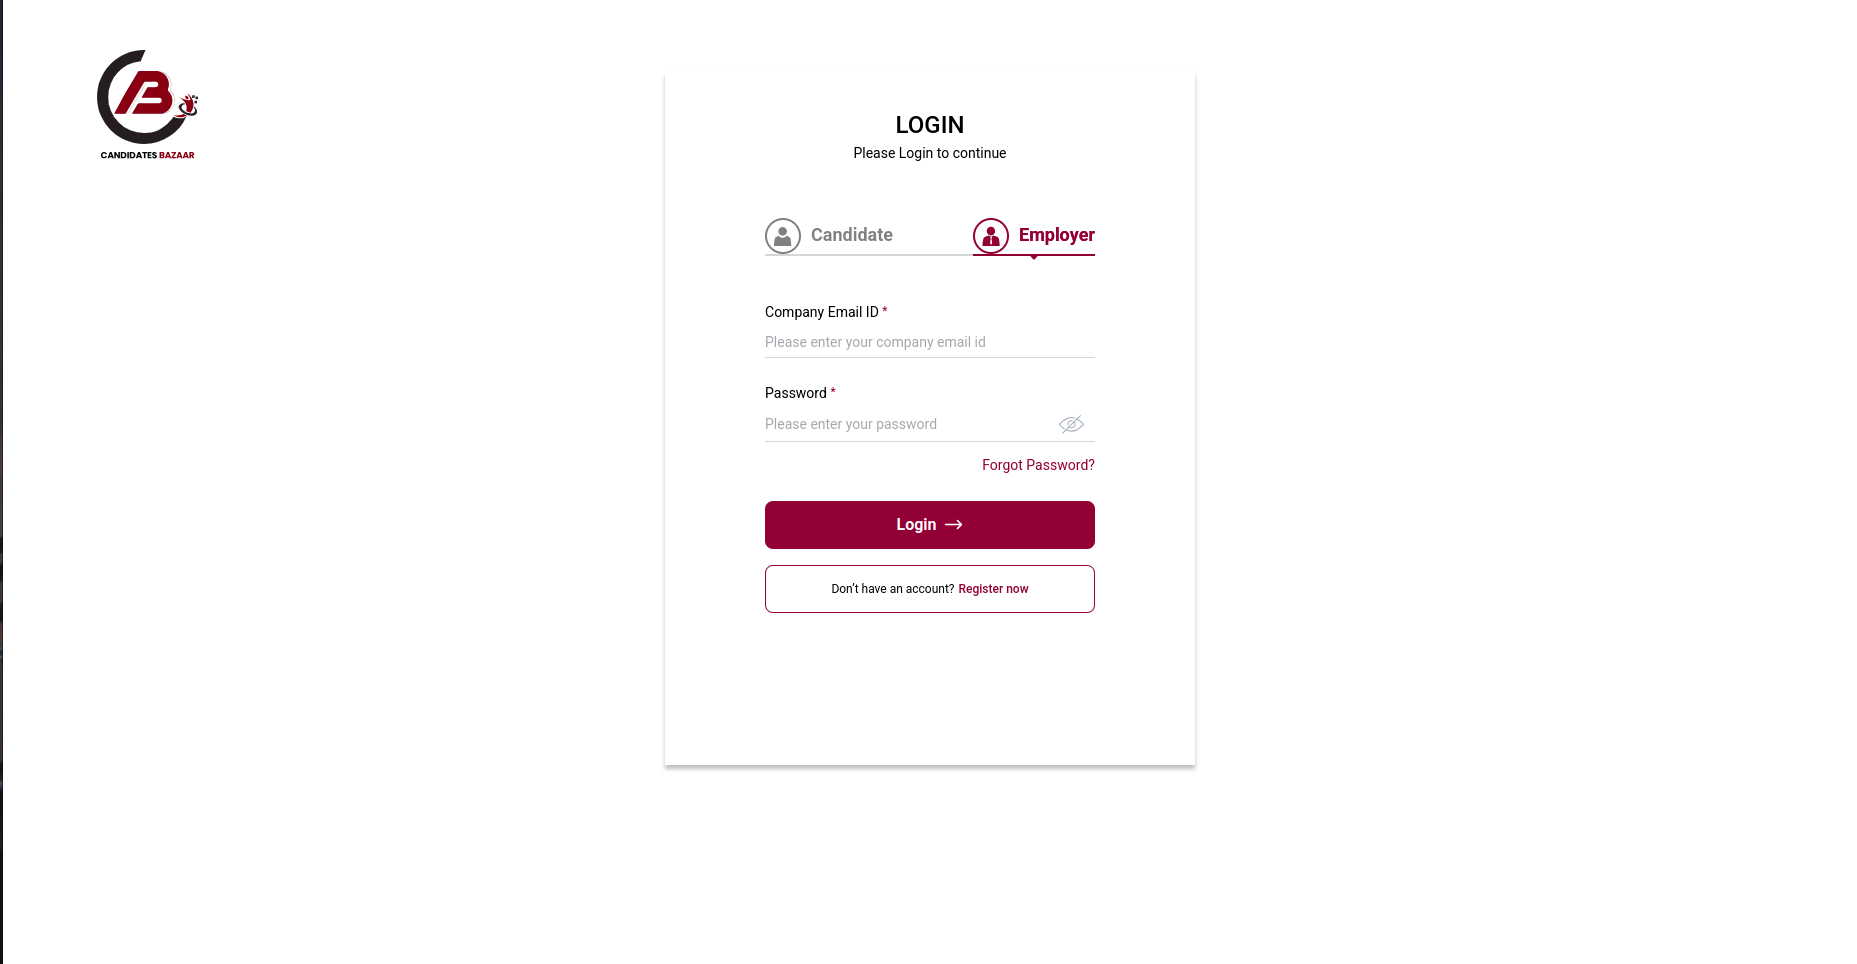 CANDIDATES BAZAAR
LOGIN
Please Login to continue
Candidate
Employer
Company Email ID *
Please enter your company email id
Password *
Please enter your password
Forgot Password?
Login
Don't have an account? Register now